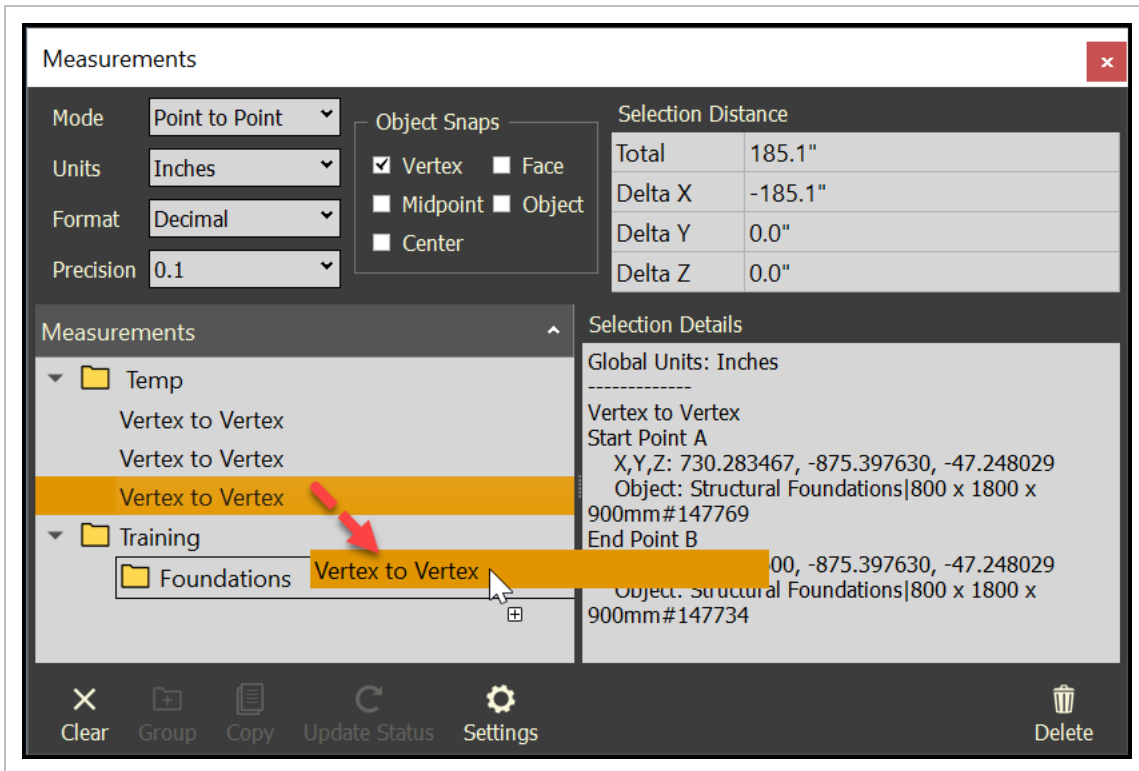 Measurements
x
Mode Point to Point
Units Inches
Format Decimal
Precision 0.1
Object Snaps
Vertex Face
Midpoint Object
Center
Selection Distance
Total 185.1"
Delta X -185.1"
Delta Y 0.0"
Delta Z 0.0"
Measurements
Temp
Vertex to Vertex
Vertex to Vertex
Vertex to Vertex
Training
Foundations
Vertex to Vertex
Selection Details
Global Units: Inches
-------------
Vertex to Vertex
Start Point A
X,Y,Z: 730.283467, -875.397630, -47.248029
Object: Structural Foundations|800 x 1800 x
900mm#147769
End Point B
00, -875.397630, -47.248029
Object: Structural Foundations|800 x 1800 x
900mm#147734
Clear
Group
Copy
Update Status
Settings
Delete